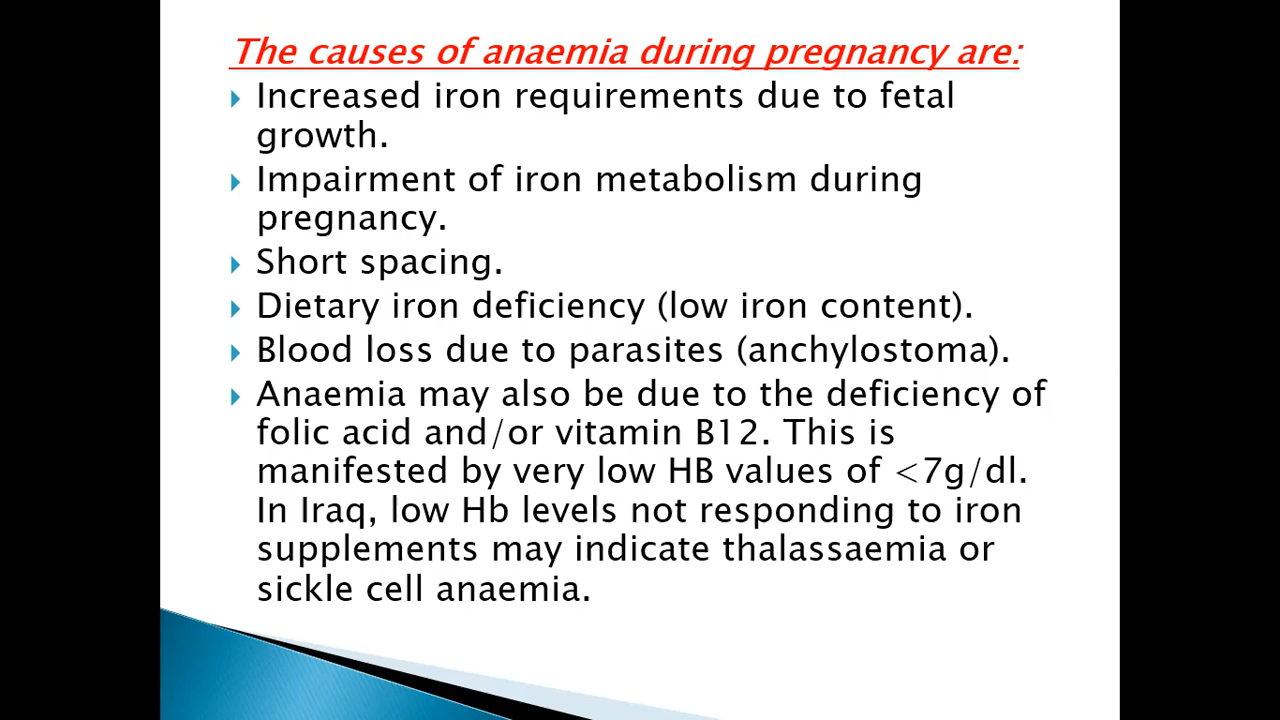 The causes of anaemia during pregnancy are:
Increased iron requirements due to fetal
growth.
Impairment of iron metabolism during
pregnancy.
Short spacing.
Dietary iron deficiency (low iron content).
Blood loss due to parasites (anchylostoma).
Anaemia may also be due to the deficiency of
folic acid and/or vitamin B12. This is
manifested by very low HB values of <7g/dl.
In Iraq, low Hb levels not responding to iron
supplements may indicate thalassaemia or
sickle cell anaemia.